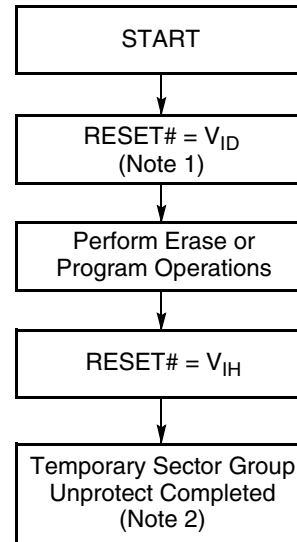 START
RESET# = VID
(Note 1)
Perform Erase or
Program Operations
RESET# = VIH
Temporary Sector Group
Unprotect Completed
(Note 2)